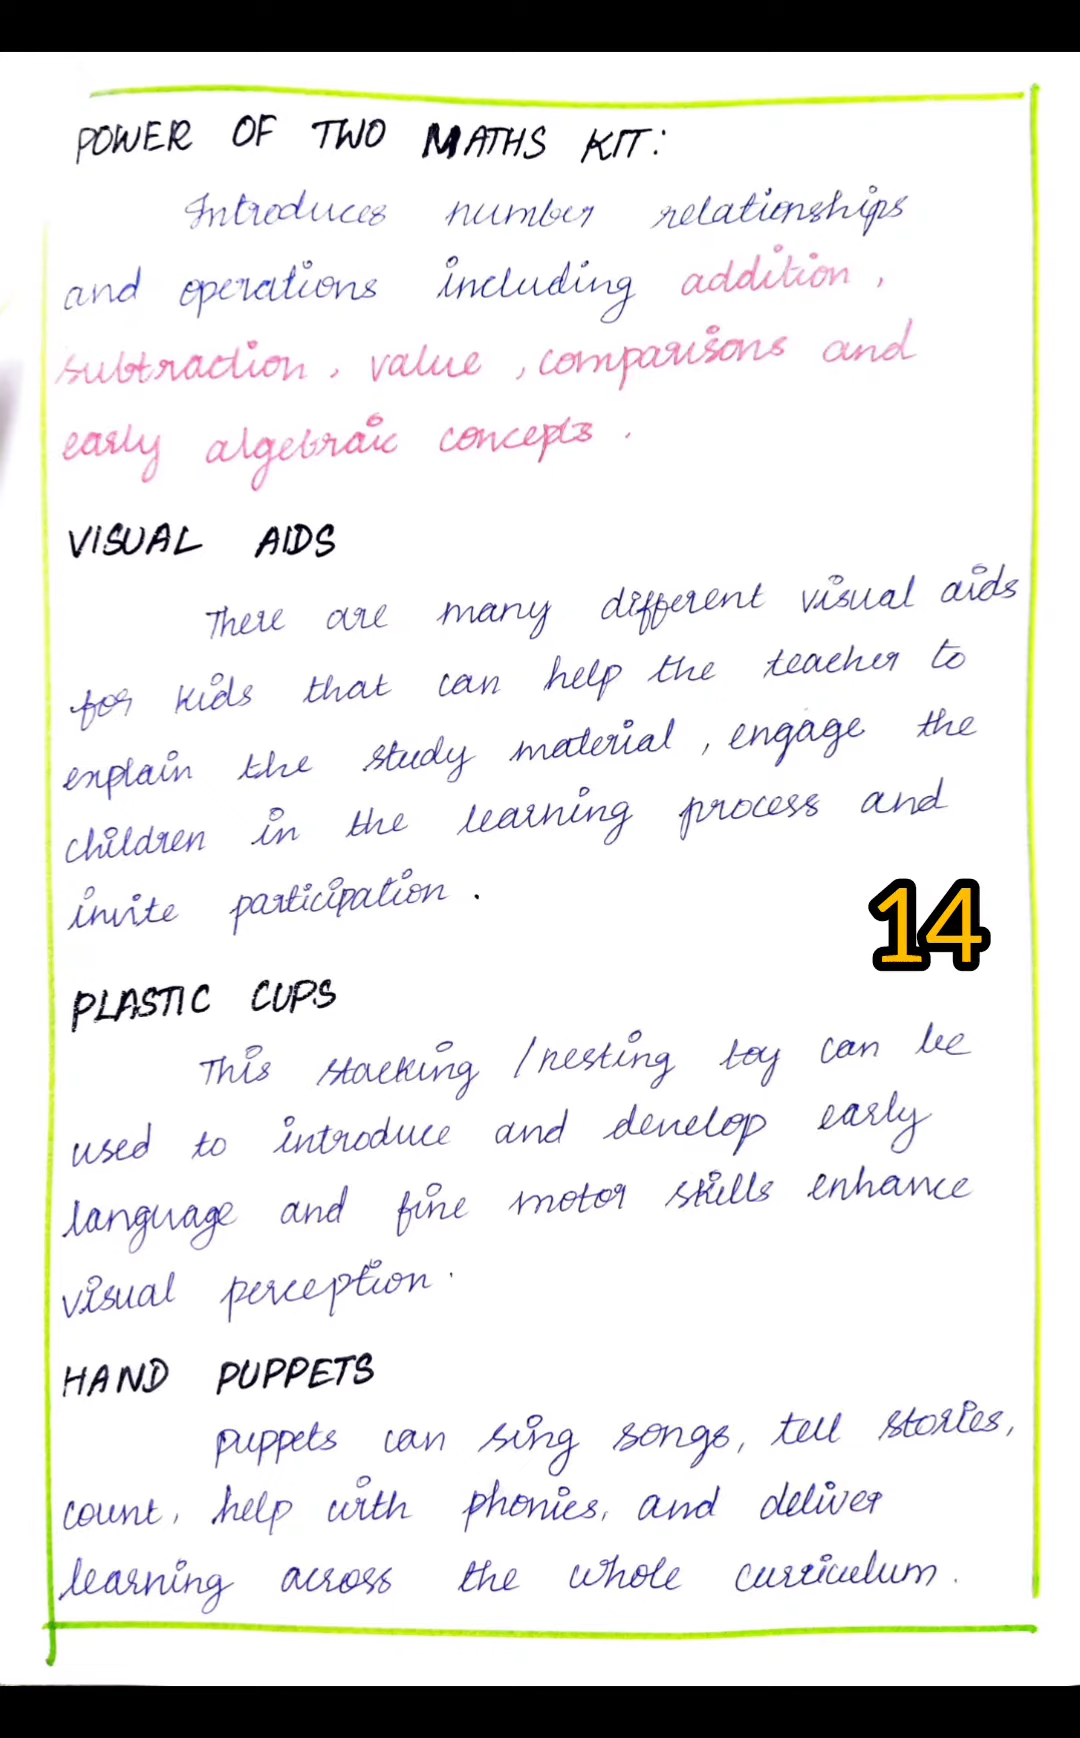 POWER OF TWO MATHS KIT:
Introduces number relationships
and operations including addition,
subtraction, value, comparisons and
early algebraic concepts.
VISUAL AIDS
There are many different visual aids
for kids that can help the teacher to
explain the study material, engage the
children in the learning process and
invite participation.
14
PLASTIC CUPS
This stacking /nesting toy can be
used to introduce and develop early
language and fine motor skills enhance
visual perception.
HAND PUPPETS
puppets can sing songs, tell stories,
count, help with phonics, and deliver
learning across the whole curriculum.